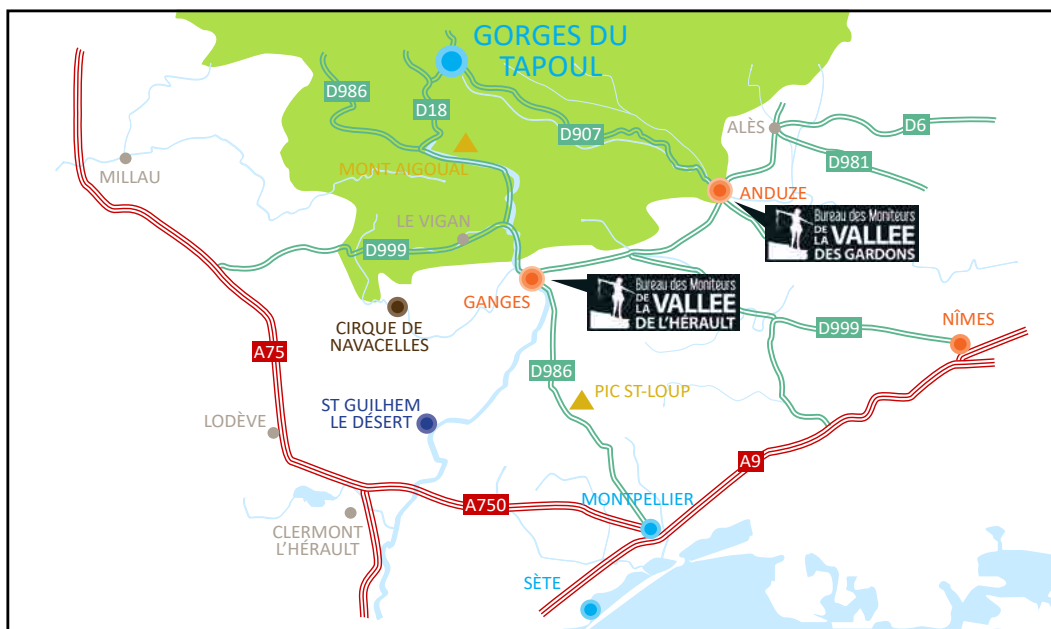 GORGES DU
TAPOUL
D986
D18
D907
ALÈS
D6
D981
MILLAU
MONT AIGOUAL
ANDUZE
Bureau des Moniteurs
DE LA VALLEE
DES GARDONS
LE VIGAN
D999
GANGES
Bureau des Moniteurs
DE LA VALLEE
DE L'HÉRAULT
CIRQUE DE
NAVACELLES
D999
NÎMES
A75
D986
PIC ST-LOUP
ST GUILHEM
LE DÉSERT
LODÈVE
A9
A750
MONTPELLIER
CLERMONT
L'HÉRAULT
SÈTE